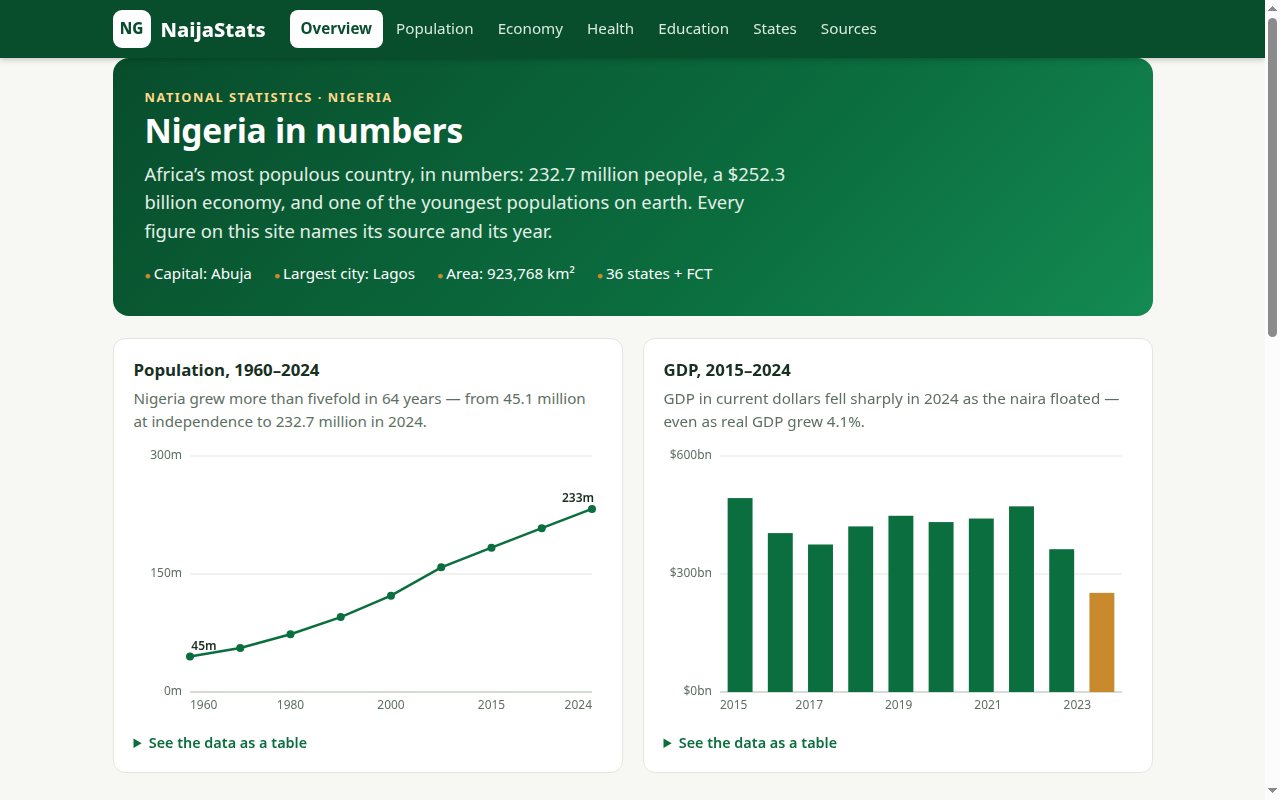 NG NaijaStats Overview Population Economy Health Education States Sources
NATIONAL STATISTICS · NIGERIA
Nigeria in numbers
Africa’s most populous country, in numbers: 232.7 million people, a $252.3
billion economy, and one of the youngest populations on earth. Every
figure on this site names its source and its year.
Capital: Abuja
Largest city: Lagos
Area: 923,768 km²
36 states + FCT
Population, 1960–2024
Nigeria grew more than fivefold in 64 years — from 45.1 million
at independence to 232.7 million in 2024.
300m
233m
150m
45m
0m
1960 1980 2000 2015 2024
See the data as a table
GDP, 2015–2024
GDP in current dollars fell sharply in 2024 as the naira floated —
even as real GDP grew 4.1%.
$600bn
$300bn
$0bn
2015 2017 2019 2021 2023
See the data as a table